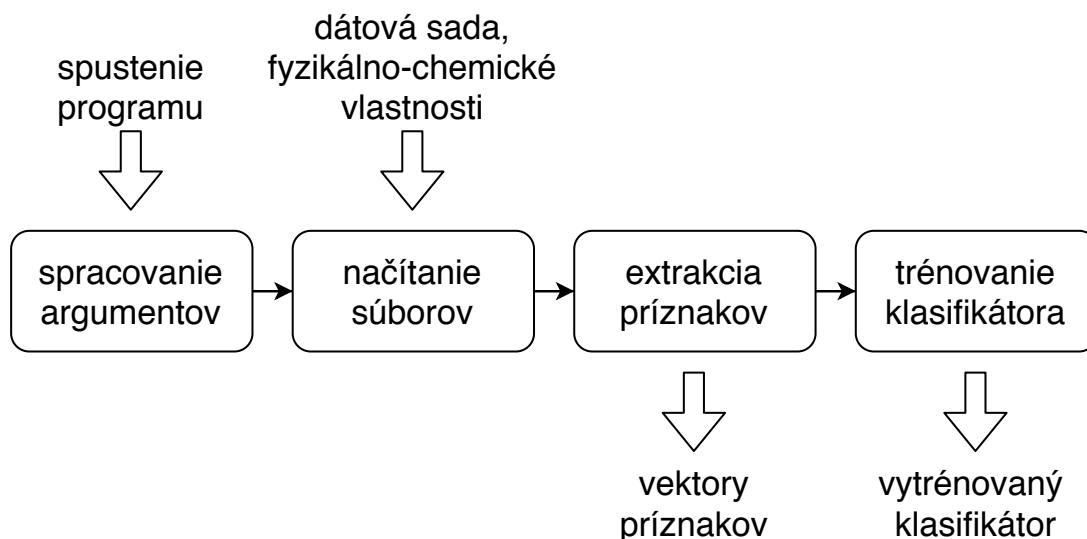 spustenie
programu
dátová sada,
fyzikálno-chemické
vlastnosti
spracovanie
argumentov
načítanie
súborov
extrakcia
príznakov
trénovanie
klasifikátora
vektory
príznakov
vytrénovaný
klasifikátor